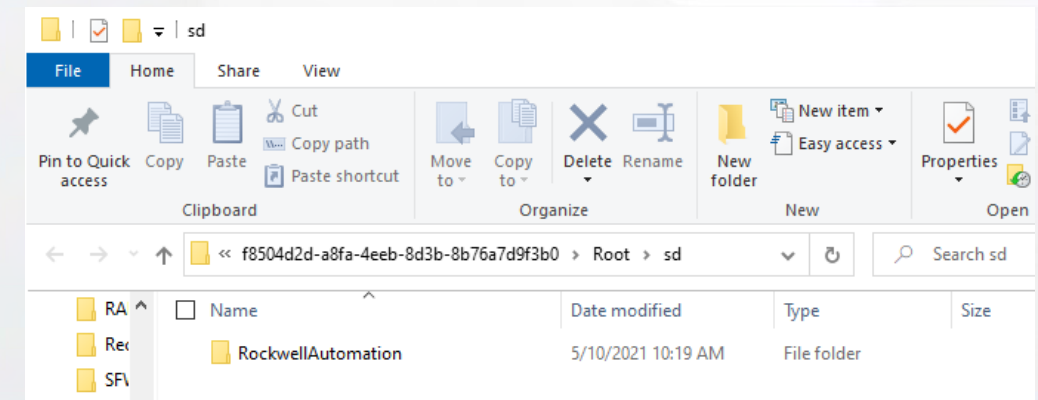 sd
File Home Share View
Pin to Quick access
Copy
Paste
Cut
Copy path
Paste shortcut
Move to
Copy to
Delete
Rename
New folder
New item
Easy access
Properties
Clipboard Organize New Open
« f8504d2d-a8fa-4eeb-8d3b-8b76a7d9f3b0 > Root > sd
Search sd
Name Date modified Type Size
RA
Rec
RockwellAutomation 5/10/2021 10:19 AM File folder